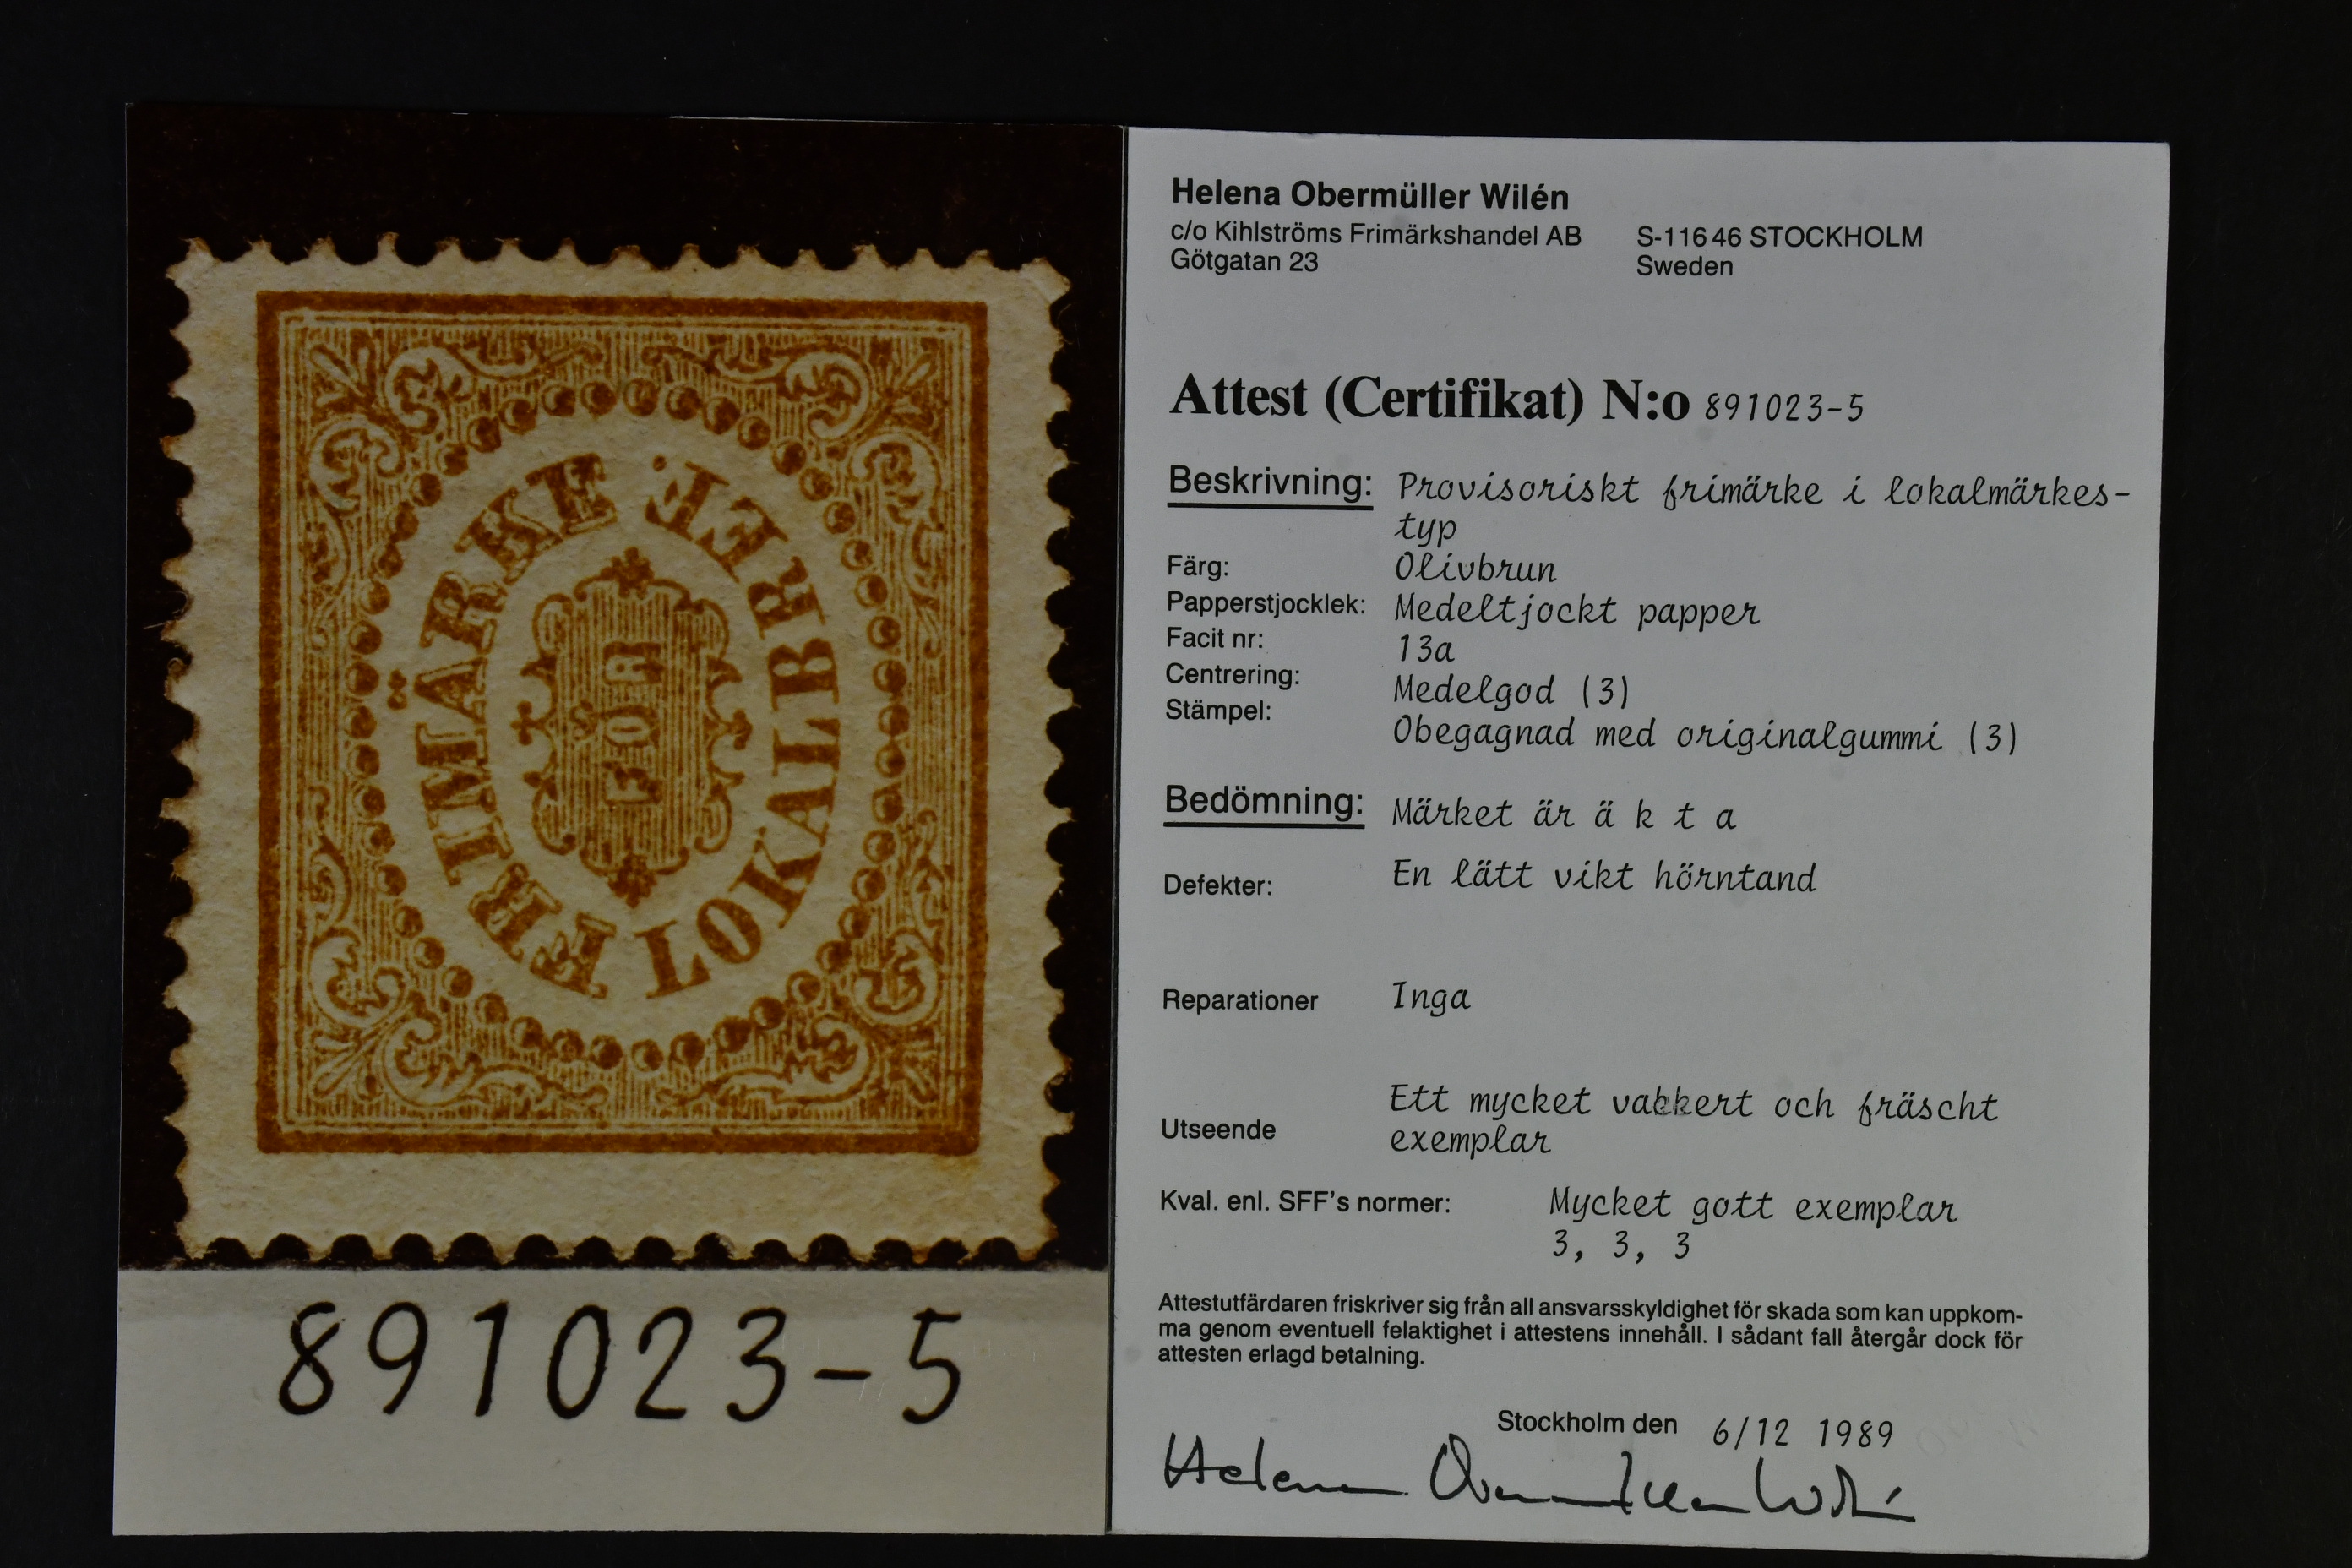 FRIMÄRKE
FÖR
LOKALBREF.
891023-5
Helena Obermüller Wilén
c/o Kihlströms Frimärkshandel AB S-116 46 STOCKHOLM
Götgatan 23 Sweden
Attest (Certifikat) N:o 891023-5
Beskrivning: Provisoriskt frimärke i lokalmärkes-
typ
Färg: Olivbrun
Papperstjocklek: Medeltjockt papper
Facit nr: 13a
Centrering: Medelgod (3)
Stämpel: Obegagnad med originalgummi (3)
Bedömning: Märket är ä k t a
Defekter: En lätt vikt hörntand
Reparationer Inga
Utseende Ett mycket vakkert och fräscht
exemplar
Kval. enl. SFF's normer: Mycket gott exemplar
3, 3, 3
Attestutfärdaren friskriver sig från all ansvarsskyldighet för skada som kan uppkom-
ma genom eventuell felaktighet i attestens innehåll. I sådant fall återgår dock för
attesten erlagd betalning.
Stockholm den 6/12 1989
Helena Obermüller Wilén